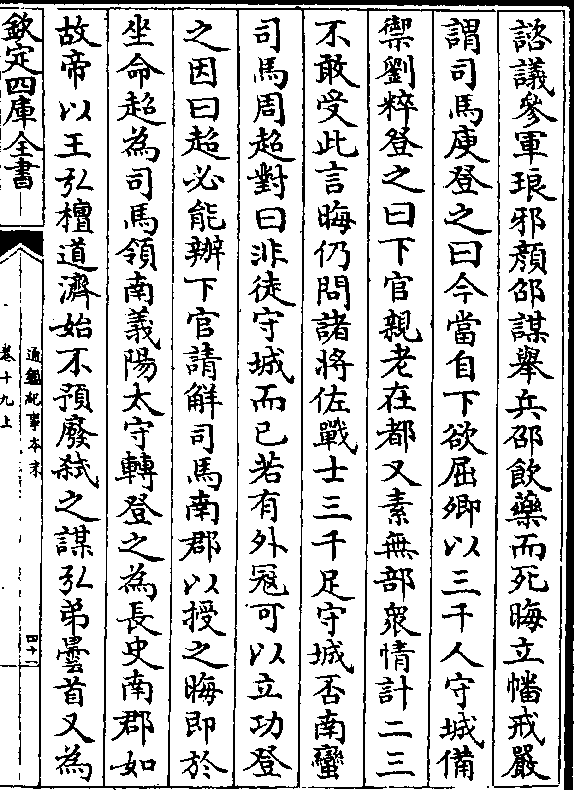 諮議參軍琅邪顏邵謀舉兵邵飲藥而死晦立幡戒嚴
謂司馬庾登之曰今當自下欲屈卿以三千人守城備
禦劉粹登之曰下官親老在都又素無部衆情計二三
不敢受此言晦仍問諸將佐戰士三千足守城否南蠻
司馬周超對曰非徒守城而已若有外冦可以立功登
之因曰超必能辦下官請解司馬南郡以授之晦即於
坐命超為司馬領南義陽太守轉登之為長史南郡如
故帝以王弘檀道濟始不預廢弑之謀弘弟曇首又為
欽定四庫全書
通鑑紀事本末
卷十九上
四十一